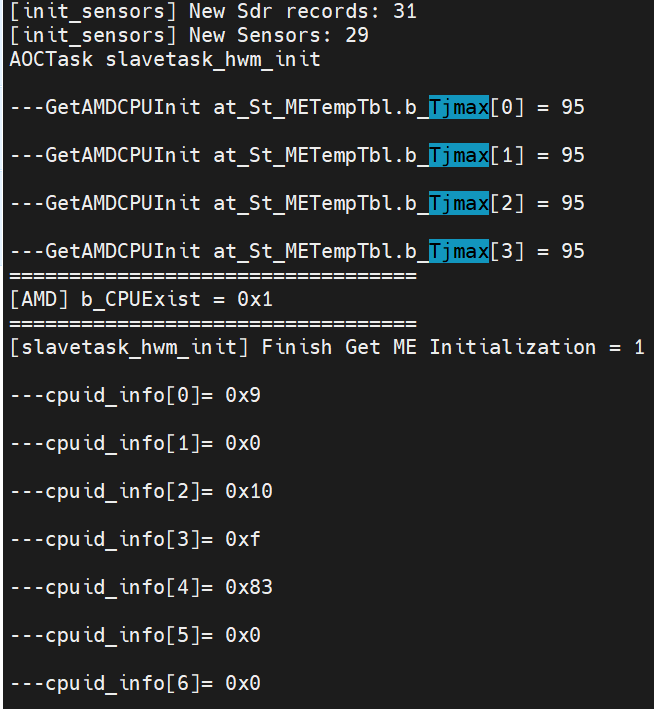 [init_sensors] New Sdr records: 31
[init_sensors] New Sensors: 29
AOCTask slavetask_hwm_init
---GetAMDCPUInit at_St_METempTbl.b_Tjmax[0] = 95
---GetAMDCPUInit at_St_METempTbl.b_Tjmax[1] = 95
---GetAMDCPUInit at_St_METempTbl.b_Tjmax[2] = 95
---GetAMDCPUInit at_St_METempTbl.b_Tjmax[3] = 95
==================================
[AMD] b_CPUExist = 0x1
==================================
[slavetask_hwm_init] Finish Get ME Initialization = 1
---cpuid_info[0]= 0x9
---cpuid_info[1]= 0x0
---cpuid_info[2]= 0x10
---cpuid_info[3]= 0xf
---cpuid_info[4]= 0x83
---cpuid_info[5]= 0x0
---cpuid_info[6]= 0x0